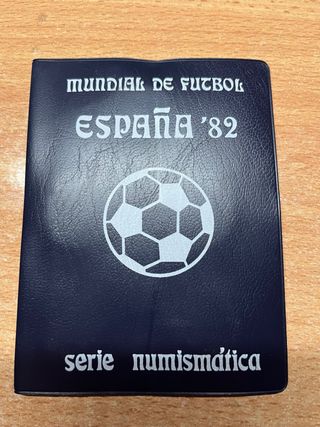 MUNDIAL DE FUTBOL
ESPAÑA '82
serie numismática